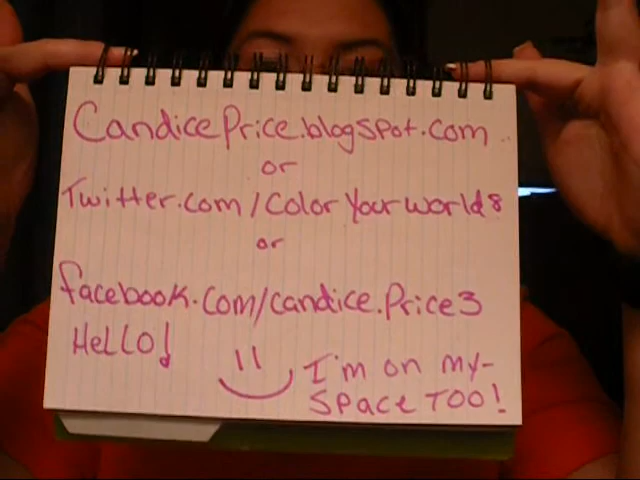 CandicePrice.blogspot.com
or
Twitter.com/ColorYourWorld8
or
facebook.com/candice.Price3
HeLLO!
I'm on my-
space TOO!